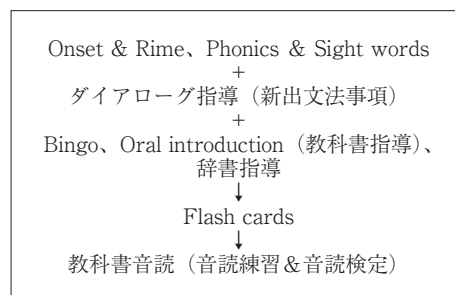 Onset & Rime、Phonics & Sight words
+
ダイアローグ指導（新出文法事項）
+
Bingo、Oral introduction（教科書指導）、
辞書指導
↓
Flash cards
↓
教科書音読（音読練習＆音読検定）